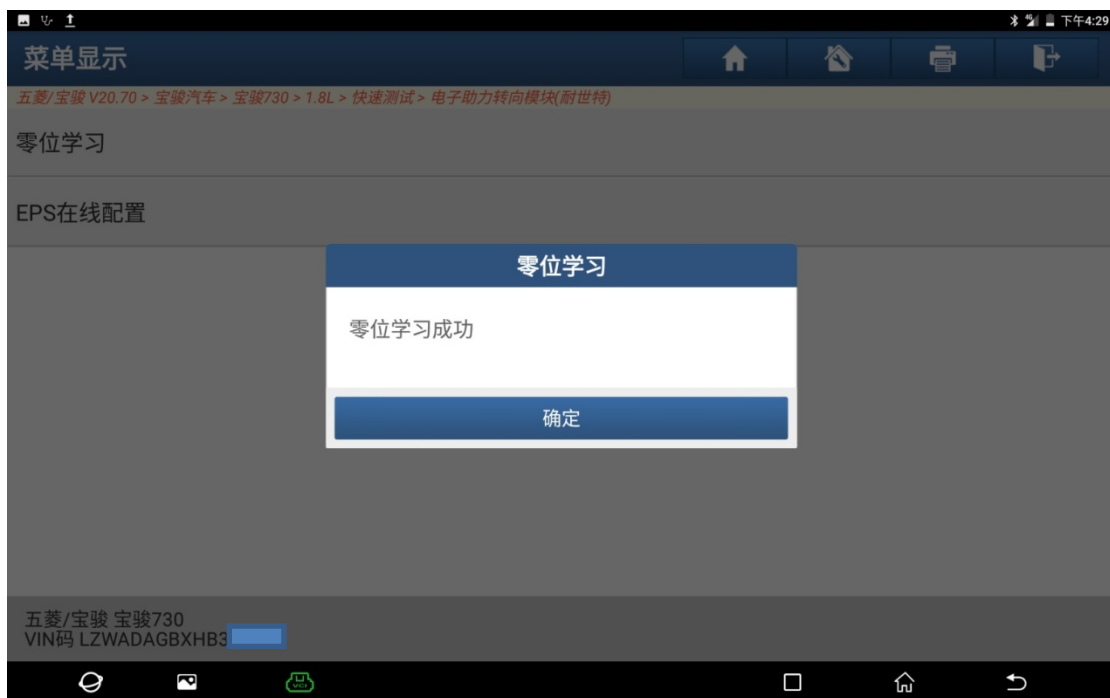 下午4:29
菜单显示
五菱/宝骏 V20.70 > 宝骏汽车 > 宝骏730 > 1.8L > 快速测试 > 电子助力转向模块(耐世特)
零位学习
EPS在线配置
零位学习
零位学习成功
确定
五菱/宝骏 宝骏730
VIN码 LZWADAGBXHB3